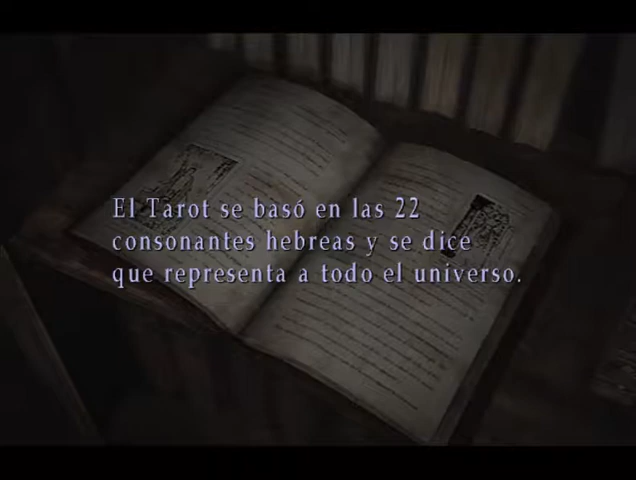 El Tarot se basó en las 22
consonantes hebreas y se dice
que representa a todo el universo.